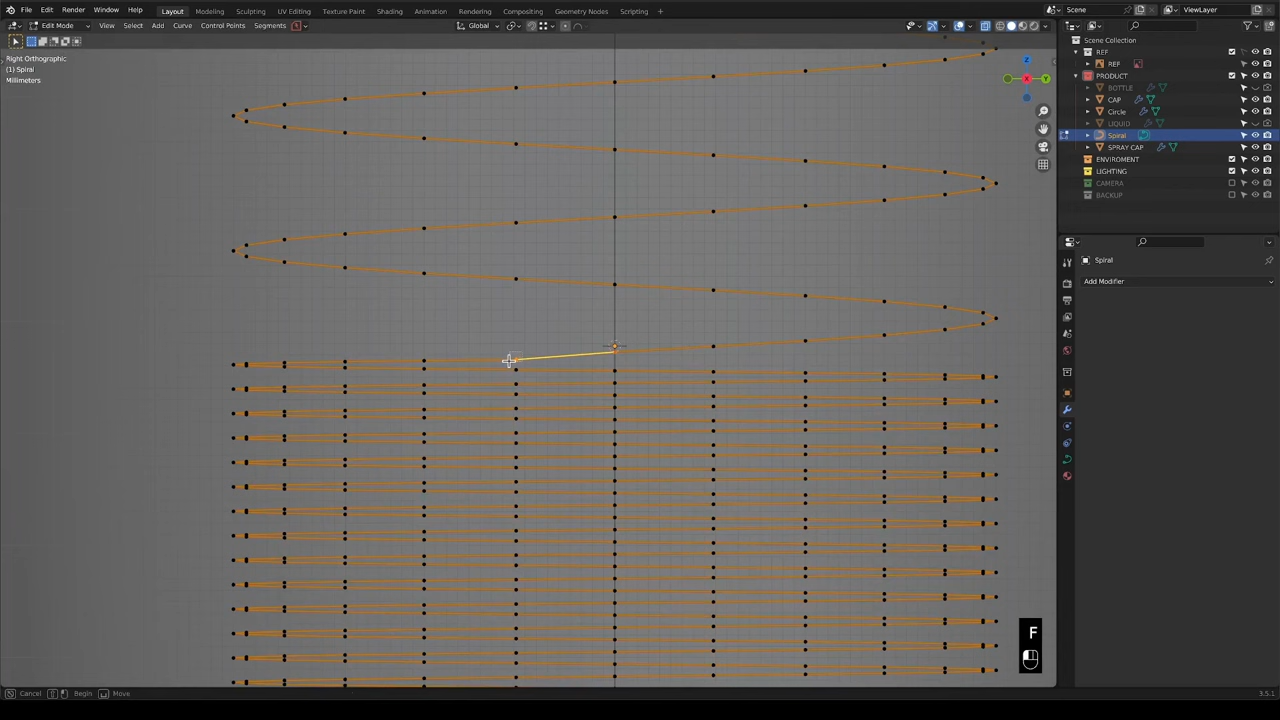 File Edit Render Window Help Layout Modeling Sculpting UV Editing Texture Paint Shading Animation Rendering Compositing Geometry Nodes Scripting Scene ViewLayer
Edit Mode View Select Add Curve Control Points Segments Global
Right Orthographic
(1) Spiral
Millimeters
Z
Y
Scene Collection
REF
REF
PRODUCT
BOTTLE
CAP
Circle
LIQUID
Spiral
SPRAY CAP
ENVIROMENT
LIGHTING
CAMERA
BACKUP
Spiral
Add Modifier
F
Cancel Begin Move
3.5.1